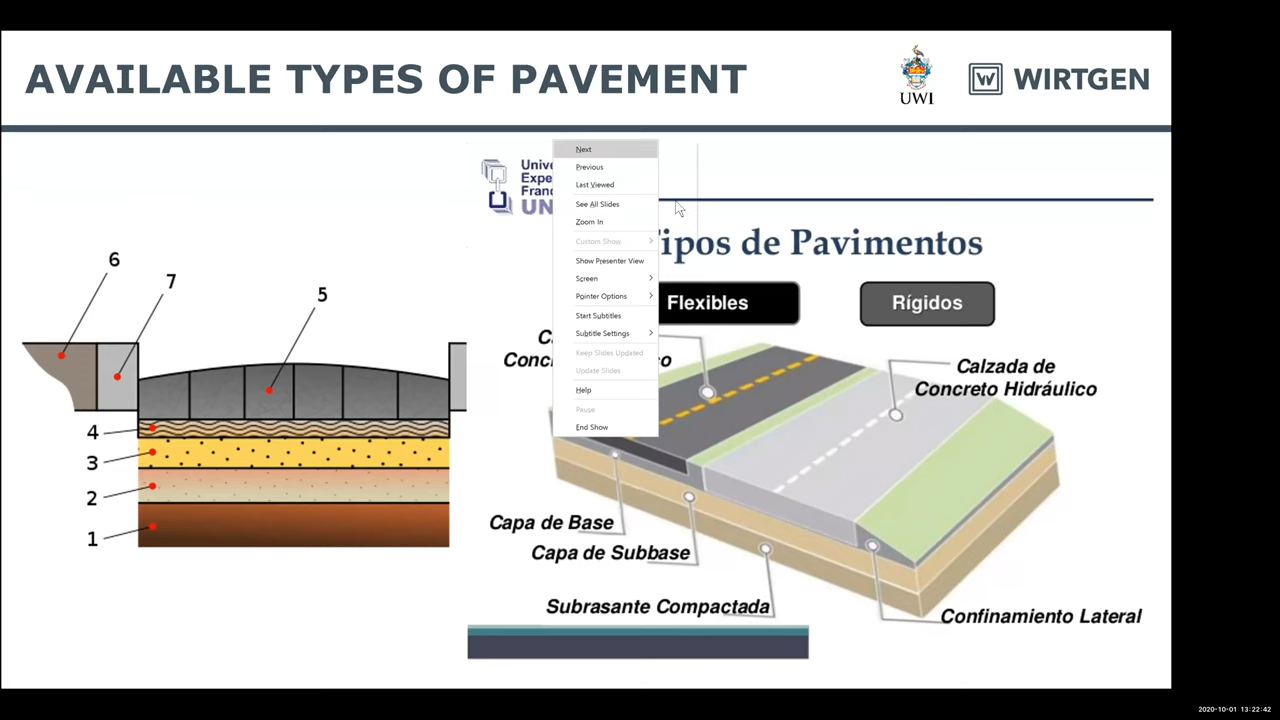 AVAILABLE TYPES OF PAVEMENT
UWI
W WIRTGEN
Unive
Expe
Fran
UN
Next
Previous
Last Viewed
See All Slides
Zoom In
Custom Show
Show Presenter View
Screen
Pointer Options
Start Subtitles
Subtitle Settings
Keep Slides Updated
Update Slides
Help
Pause
End Show
ipos de Pavimentos
Flexibles
Rígidos
C
Conc
o
Calzada de
Concreto Hidráulico
6
7
5
4
3
2
1
Capa de Base
Capa de Subbase
Subrasante Compactada
Confinamiento Lateral
2020-10-01 13:22:42